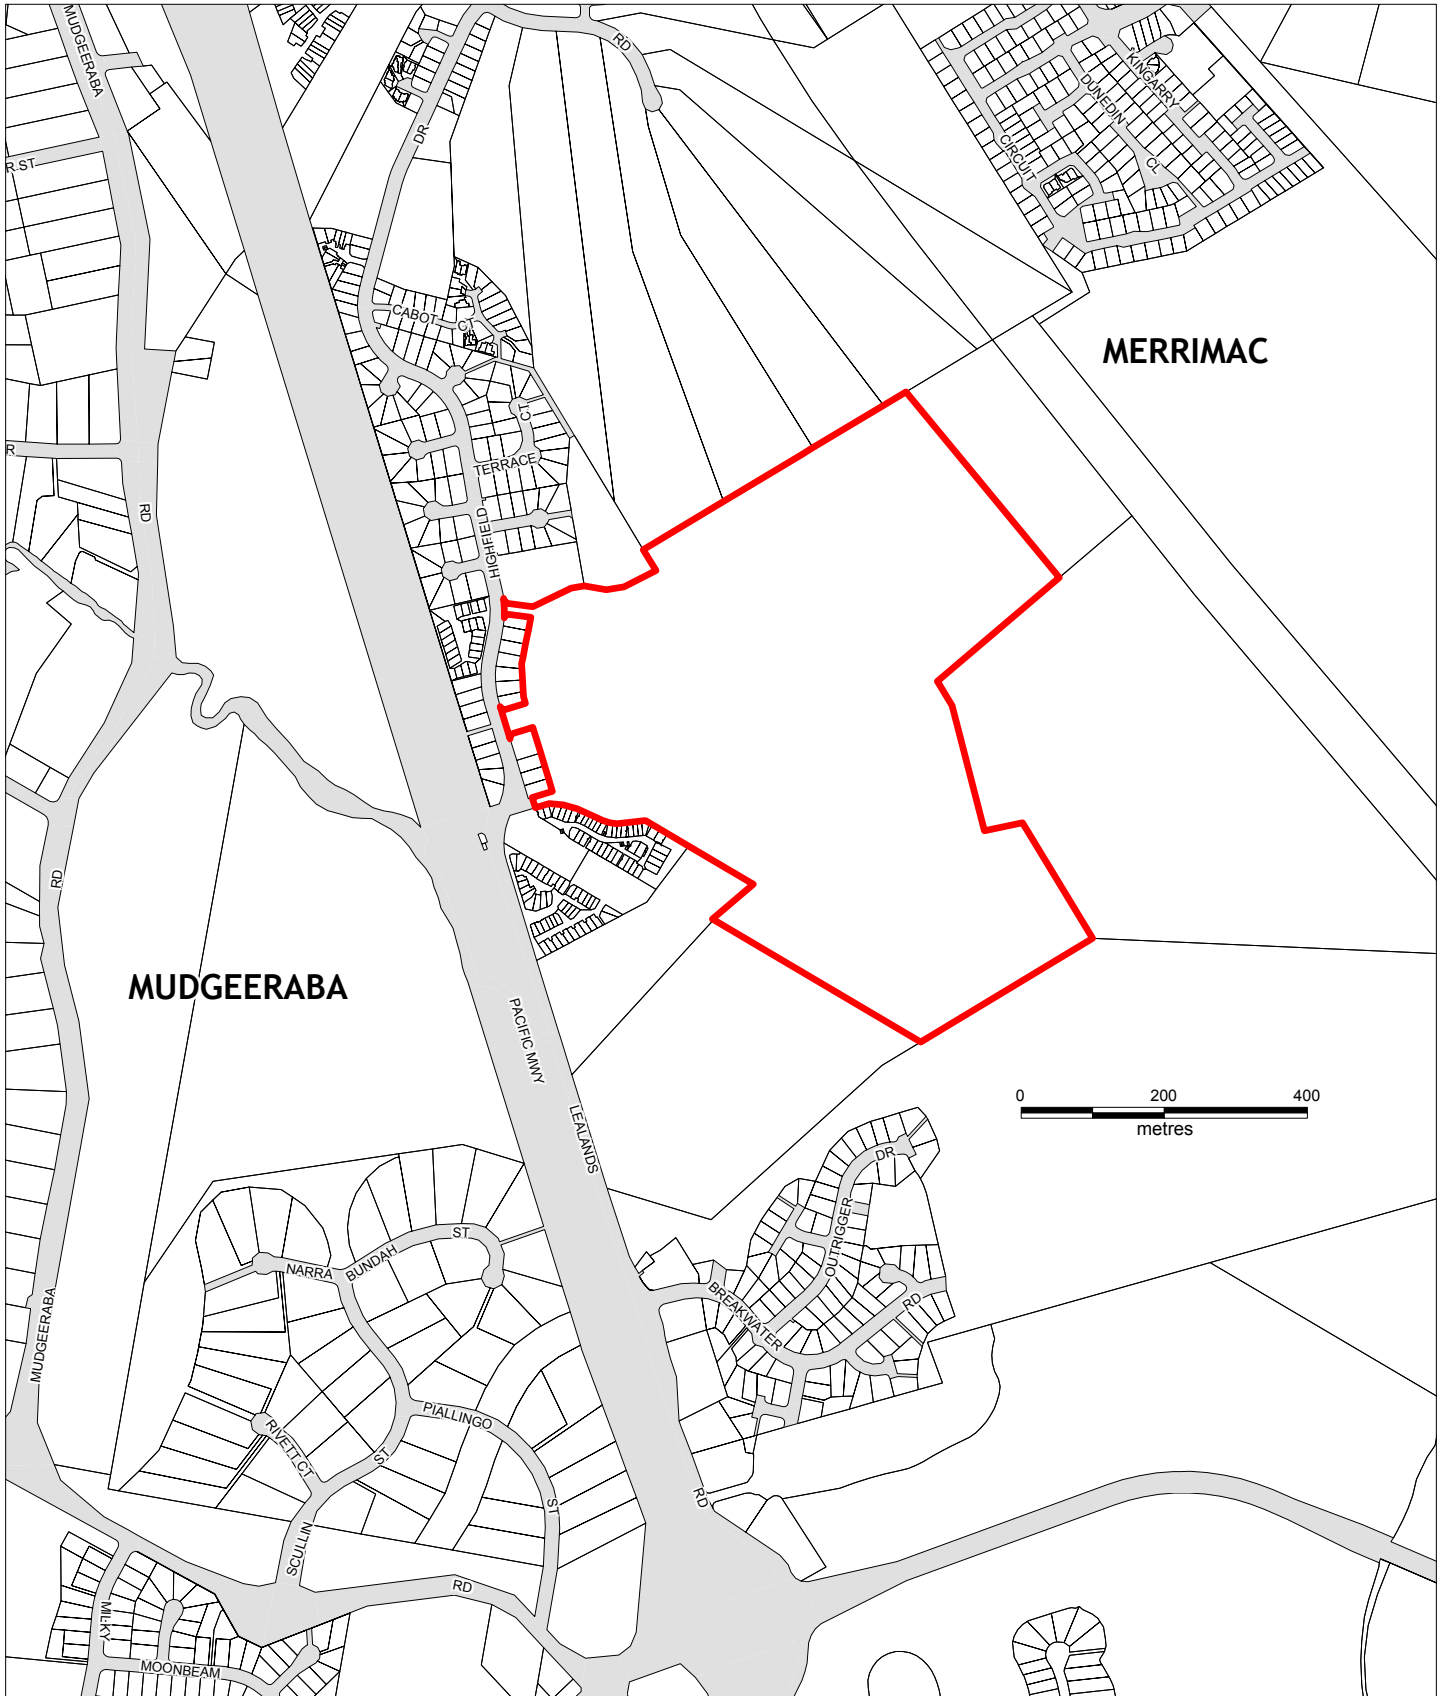 MUDGEERABA
RD
KINGARRY
DUNEDIN
CL
CIRCUIT
DR
R ST
CABOT CT
MERRIMAC
CT
TERRACE
R
RD
HIGHFIELD
RD
MUDGEERABA
PACIFIC MWY
LEALANDS
0 200 400
metres
DR
OUTRIGGER
ST
BUNDAH
NARRA
BREAKWATER
RD
MUDGEERABA
PIALLINGO
RIVETT CT
ST
ST
RD
SCULLIN
RD
MILKY
MOONBEAM